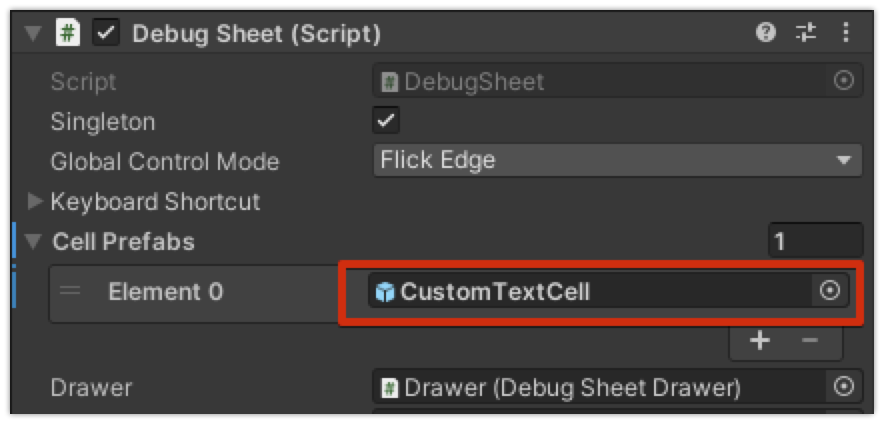 Debug Sheet (Script)
Script DebugSheet
Singleton
Global Control Mode Flick Edge
Keyboard Shortcut
Cell Prefabs 1
Element 0 CustomTextCell
Drawer Drawer (Debug Sheet Drawer)